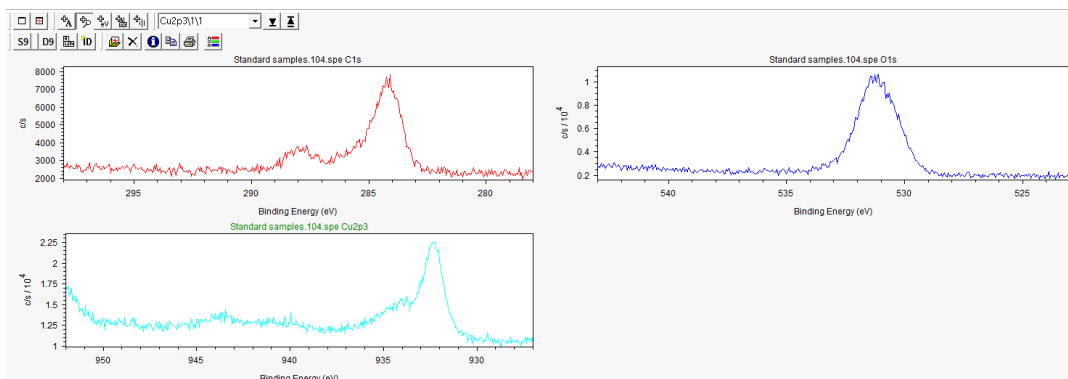 Cu2p3\1\1
S9 D9 ID
Standard samples.104.spe C1s
8000
7000
6000
5000
4000
3000
2000
c/s
295 290 285 280
Binding Energy (eV)
Standard samples.104.spe O1s
1
0.8
0.6
0.4
0.2
c/s / 10^4
540 535 530 525
Binding Energy (eV)
Standard samples.104.spe Cu2p3
2.25
2
1.75
1.5
1.25
1
c/s / 10^4
950 945 940 935 930
Binding Energy (eV)